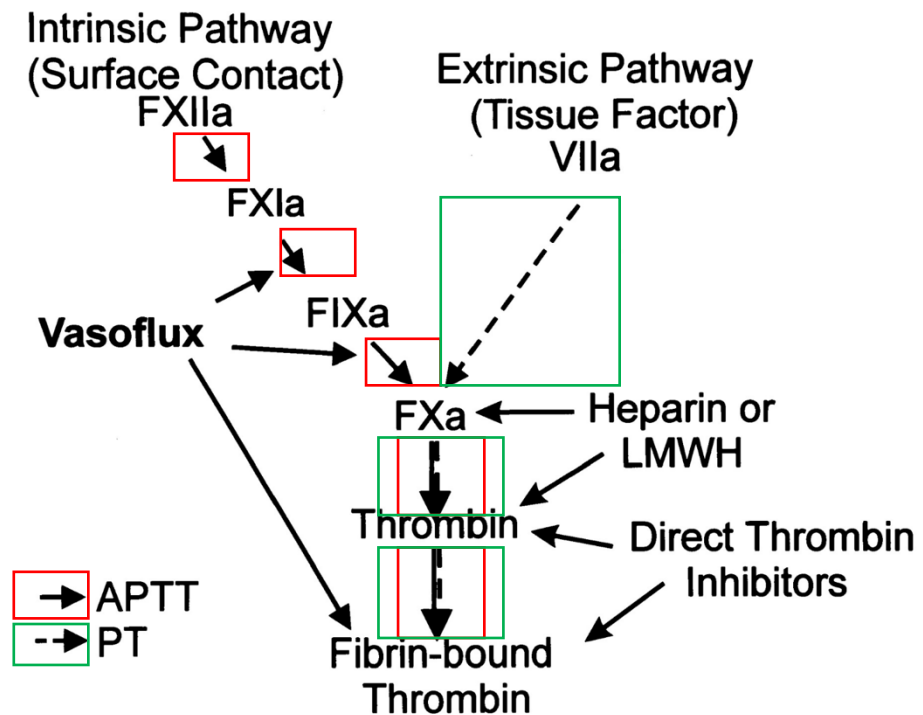 Intrinsic Pathway
(Surface Contact)
FXIIa
Extrinsic Pathway
(Tissue Factor)
VIIa
FXIa
FIXa
Vasoflux
FXa
Heparin or
LMWH
Thrombin
Direct Thrombin
Inhibitors
APTT
PT
Fibrin-bound
Thrombin